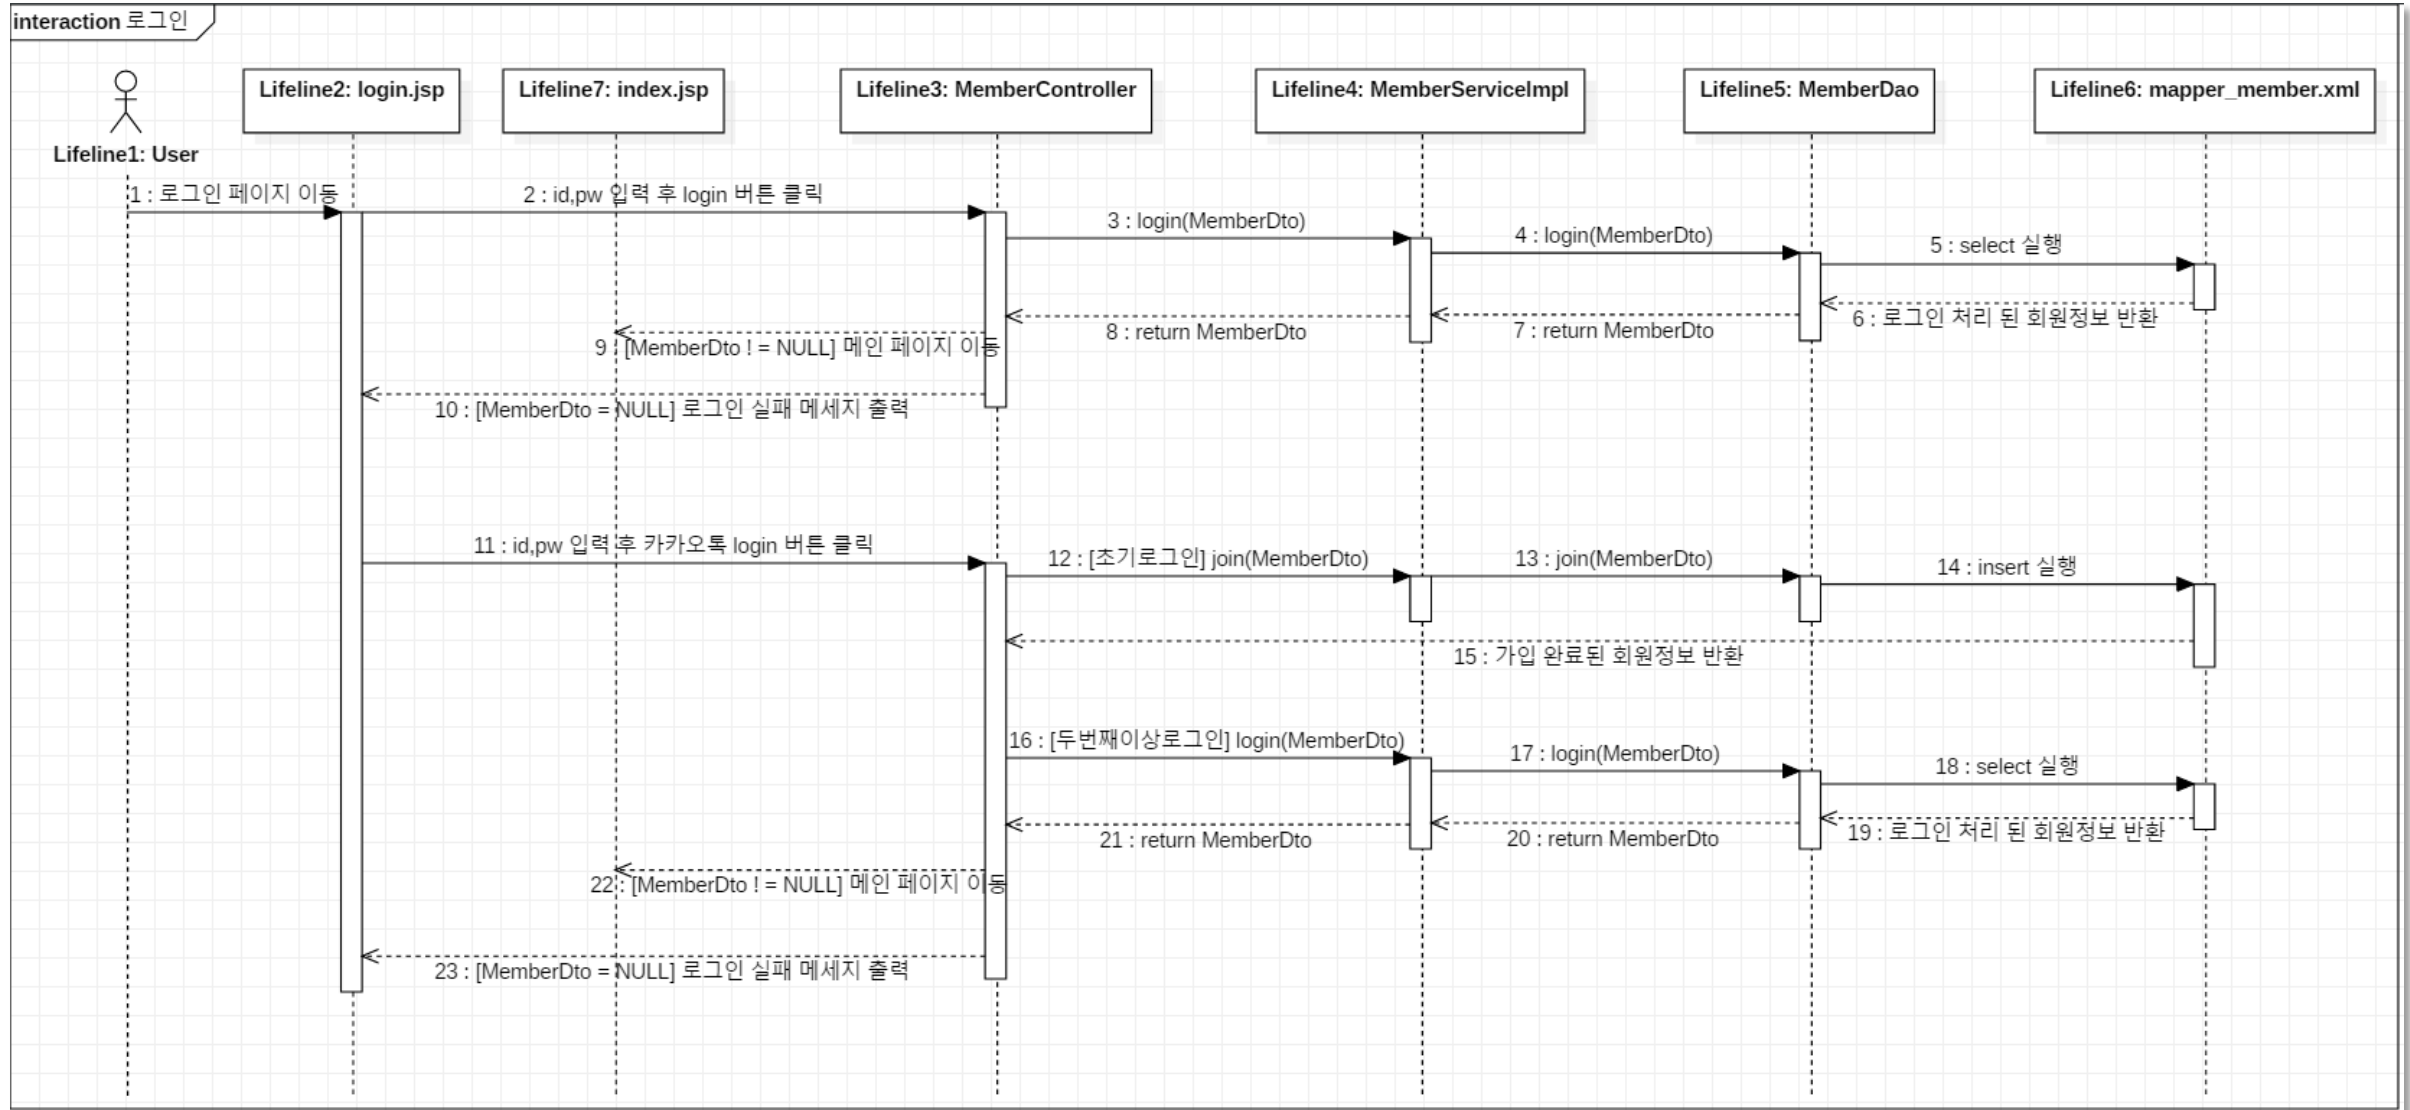 interaction 로그인
Lifeline1: User
Lifeline2: login.jsp
Lifeline7: index.jsp
Lifeline3: MemberController
Lifeline4: MemberServiceImpl
Lifeline5: MemberDao
Lifeline6: mapper_member.xml
1 : 로그인 페이지 이동
2 : id,pw 입력 후 login 버튼 클릭
3 : login(MemberDto)
4 : login(MemberDto)
5 : select 실행
6 : 로그인 처리 된 회원정보 반환
7 : return MemberDto
8 : return MemberDto
9 : [MemberDto ! = NULL] 메인 페이지 이동
10 : [MemberDto = NULL] 로그인 실패 메세지 출력
11 : id,pw 입력 후 카카오톡 login 버튼 클릭
12 : [초기로그인] join(MemberDto)
13 : join(MemberDto)
14 : insert 실행
15 : 가입 완료된 회원정보 반환
16 : [두번째이상로그인] login(MemberDto)
17 : login(MemberDto)
18 : select 실행
19 : 로그인 처리 된 회원정보 반환
20 : return MemberDto
21 : return MemberDto
22 : [MemberDto ! = NULL] 메인 페이지 이동
23 : [MemberDto = NULL] 로그인 실패 메세지 출력